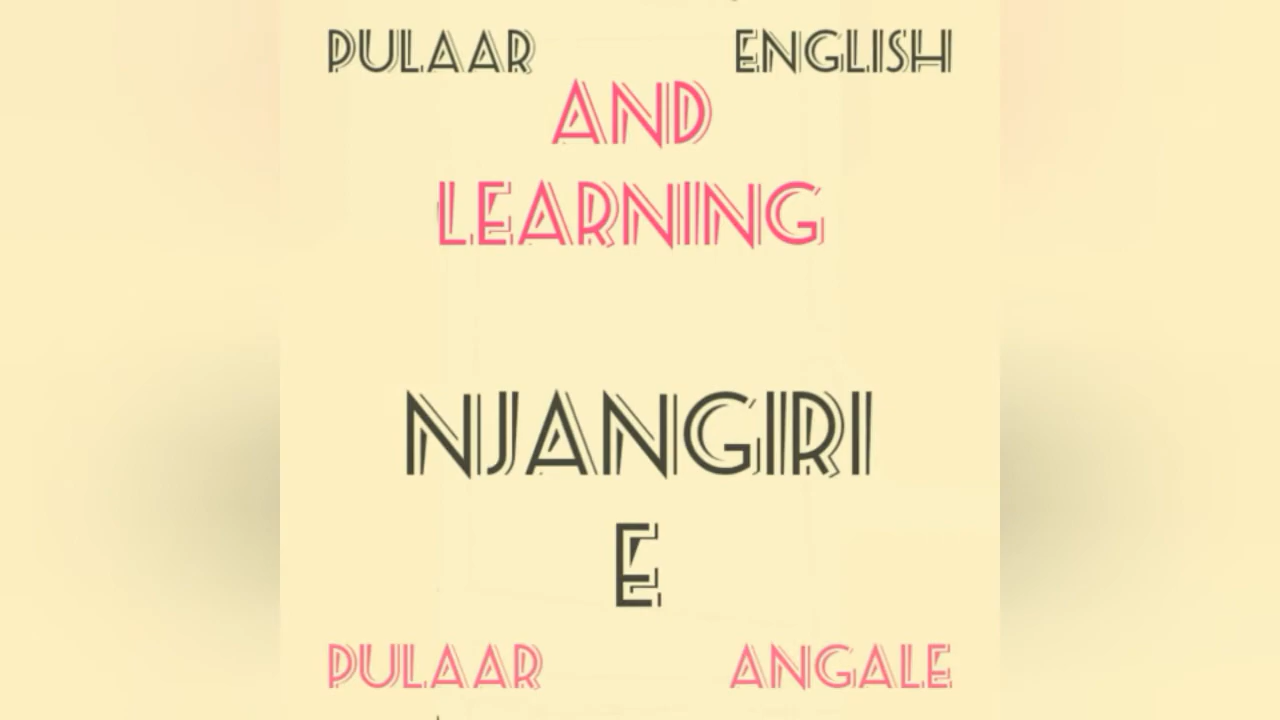 PULAAR ENGLISH
AND
LEARNING
NJANGIRI
E
PULAAR ANGALE